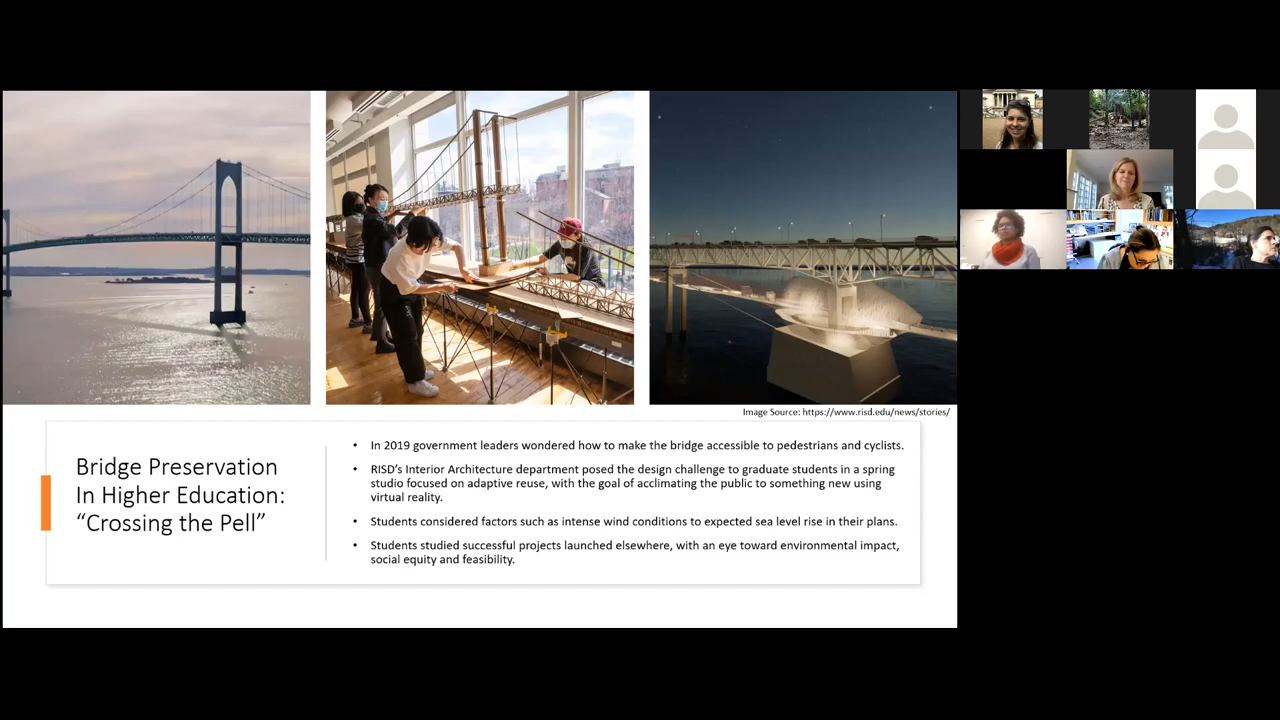 Image Source: https://www.risd.edu/news/stories/
Bridge Preservation
In Higher Education:
“Crossing the Pell”
• In 2019 government leaders wondered how to make the bridge accessible to pedestrians and cyclists.
• RISD’s Interior Architecture department posed the design challenge to graduate students in a spring
studio focused on adaptive reuse, with the goal of acclimating the public to something new using
virtual reality.
• Students considered factors such as intense wind conditions to expected sea level rise in their plans.
• Students studied successful projects launched elsewhere, with an eye toward environmental impact,
social equity and feasibility.